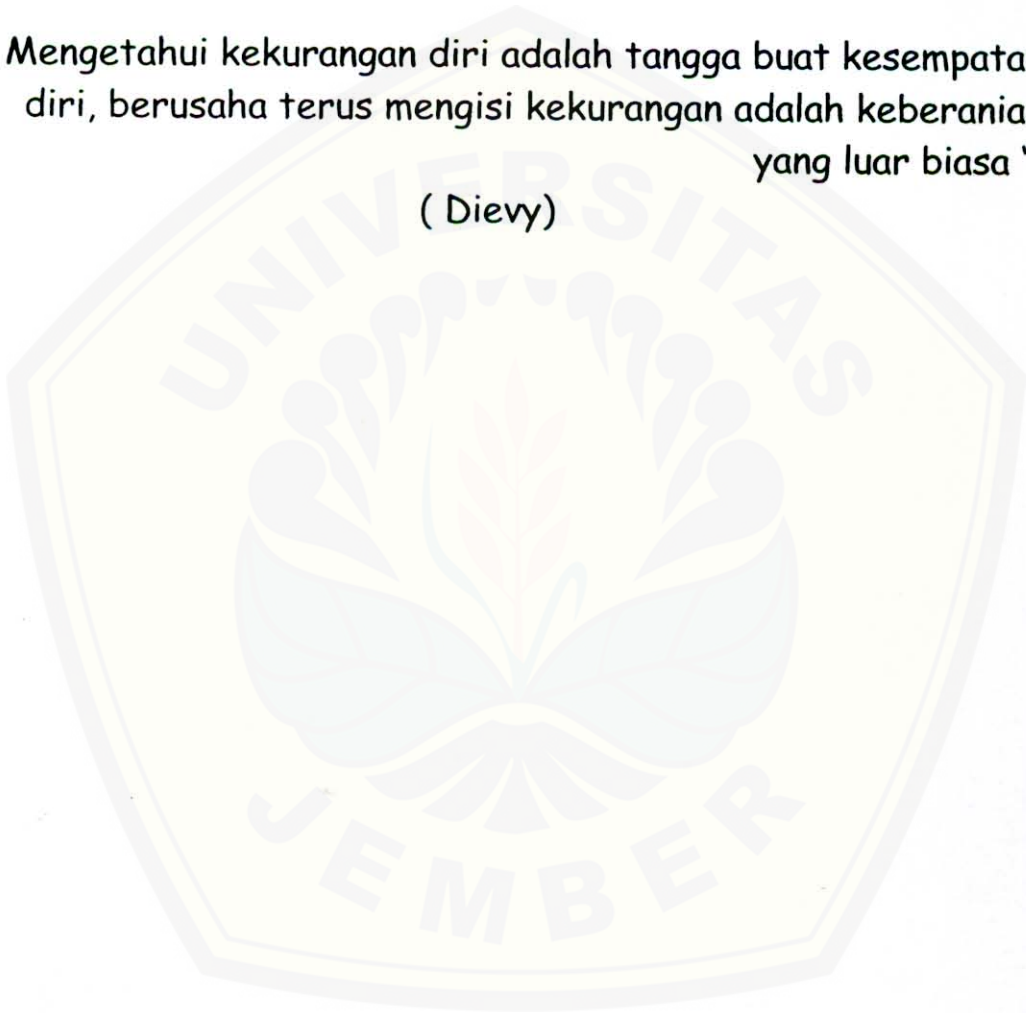 Mengetahui kekurangan diri adalah tangga buat kesempata
diri, berusaha terus mengisi kekurangan adalah keberania
yang luar biasa "
( Dievy)
UNIVERSITAS
JEMBER